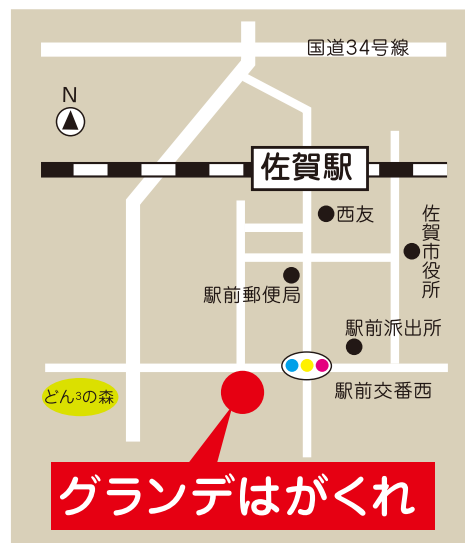 国道34号線
N
佐賀駅
西友
佐賀市役所
駅前郵便局
駅前派出所
駅前交番西
どん3の森
グランデはがくれ